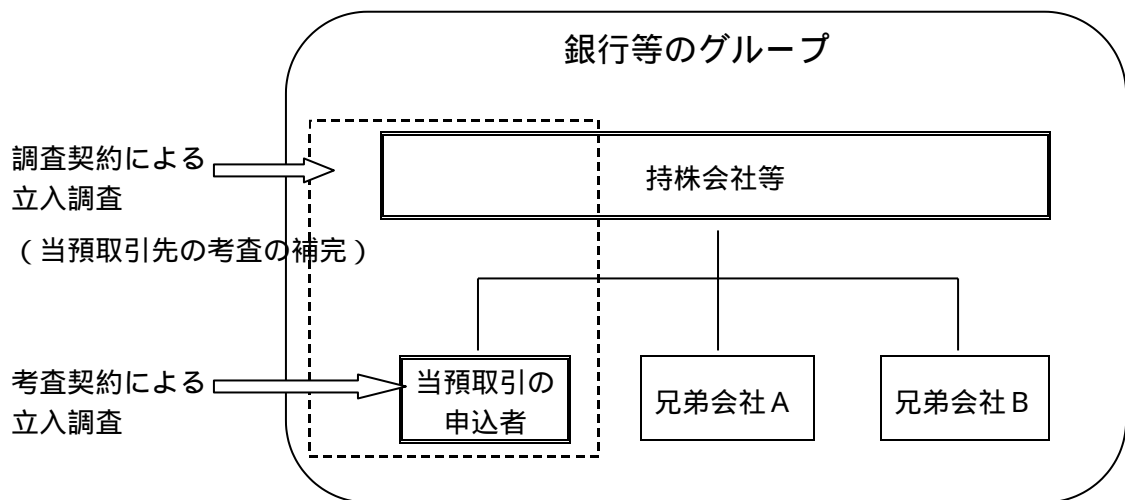 銀行等のグループ
調査契約による
立入調査
（当預取引先の考査の補完）
持株会社等
考査契約による
立入調査
当預取引の
申込者
兄弟会社Ａ
兄弟会社Ｂ